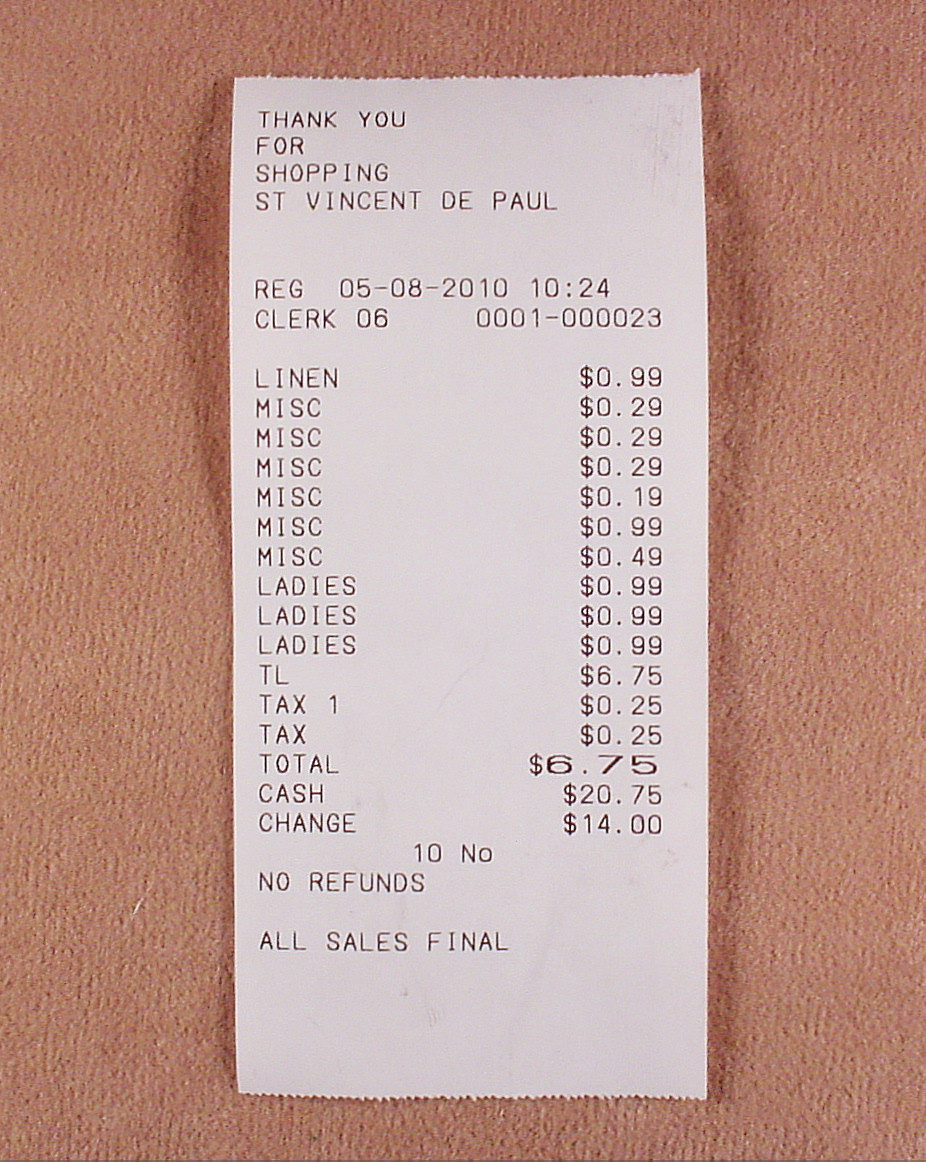 THANK YOU
FOR
SHOPPING
ST VINCENT DE PAUL
REG 05-08-2010 10:24
CLERK 06 0001-000023
LINEN $0.99
MISC $0.29
MISC $0.29
MISC $0.29
MISC $0.19
MISC $0.99
MISC $0.49
LADIES $0.99
LADIES $0.99
LADIES $0.99
TL $6.75
TAX 1 $0.25
TAX $0.25
TOTAL $6.75
CASH $20.75
CHANGE $14.00
10 No
NO REFUNDS
ALL SALES FINAL